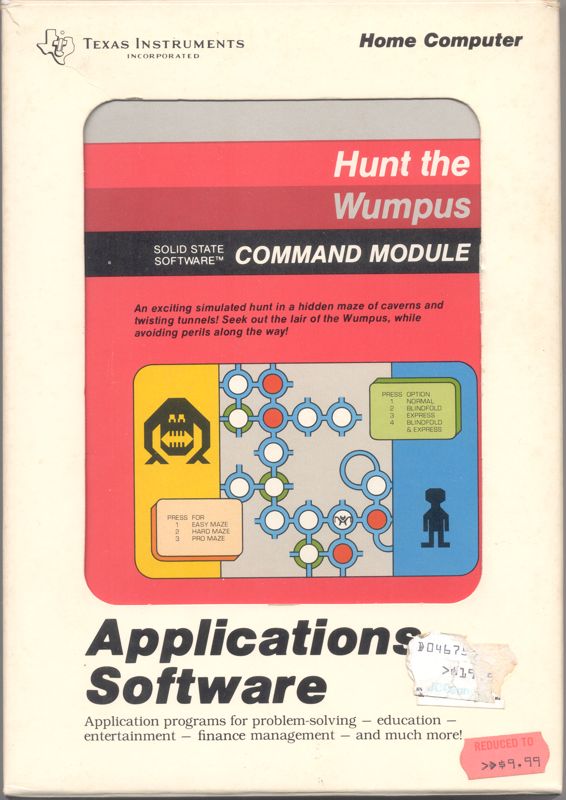 TEXAS INSTRUMENTS
INCORPORATED
Home Computer
Hunt the
Wumpus
SOLID STATE
SOFTWARE™
COMMAND MODULE
An exciting simulated hunt in a hidden maze of caverns and
twisting tunnels! Seek out the lair of the Wumpus, while
avoiding perils along the way!
PRESS OPTION
1 NORMAL
2 BLINDFOLD
3 EXPRESS
4 BLINDFOLD
& EXPRESS
PRESS FOR
1 EASY MAZE
2 HARD MAZE
3 PRO MAZE
Applications
Software
Application programs for problem-solving — education —
entertainment — finance management — and much more!
REDUCED TO
>>$9.99